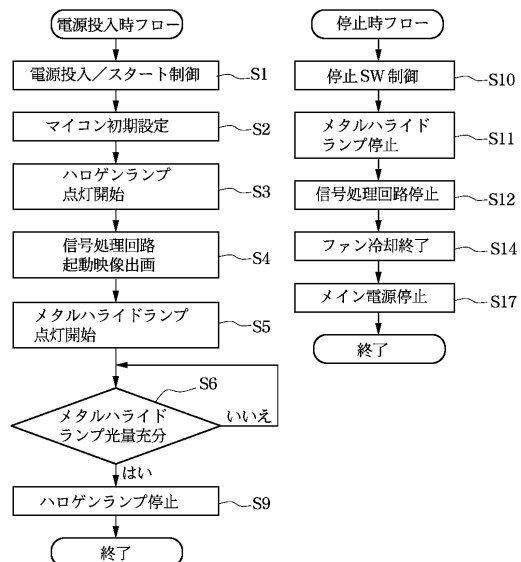 電源投入時フロー
電源投入/スタート制御
S1
マイコン初期設定
S2
ハロゲンランプ
点灯開始
S3
信号処理回路
起動映像出画
S4
メタルハライドランプ
点灯開始
S5
S6
メタルハライド
ランプ光量充分
いいえ
はい
ハロゲンランプ停止
S9
終了
停止時フロー
停止SW制御
S10
メタルハライド
ランプ停止
S11
信号処理回路停止
S12
ファン冷却終了
S14
メイン電源停止
S17
終了